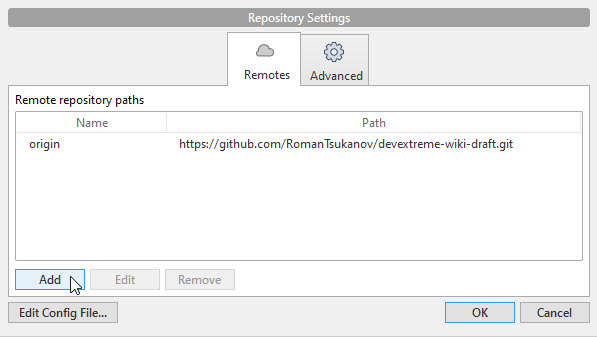 Repository Settings
Remotes
Advanced
Remote repository paths
Name Path
origin https://github.com/RomanTsukanov/devextreme-wiki-draft.git
Add Edit Remove
Edit Config File... OK Cancel